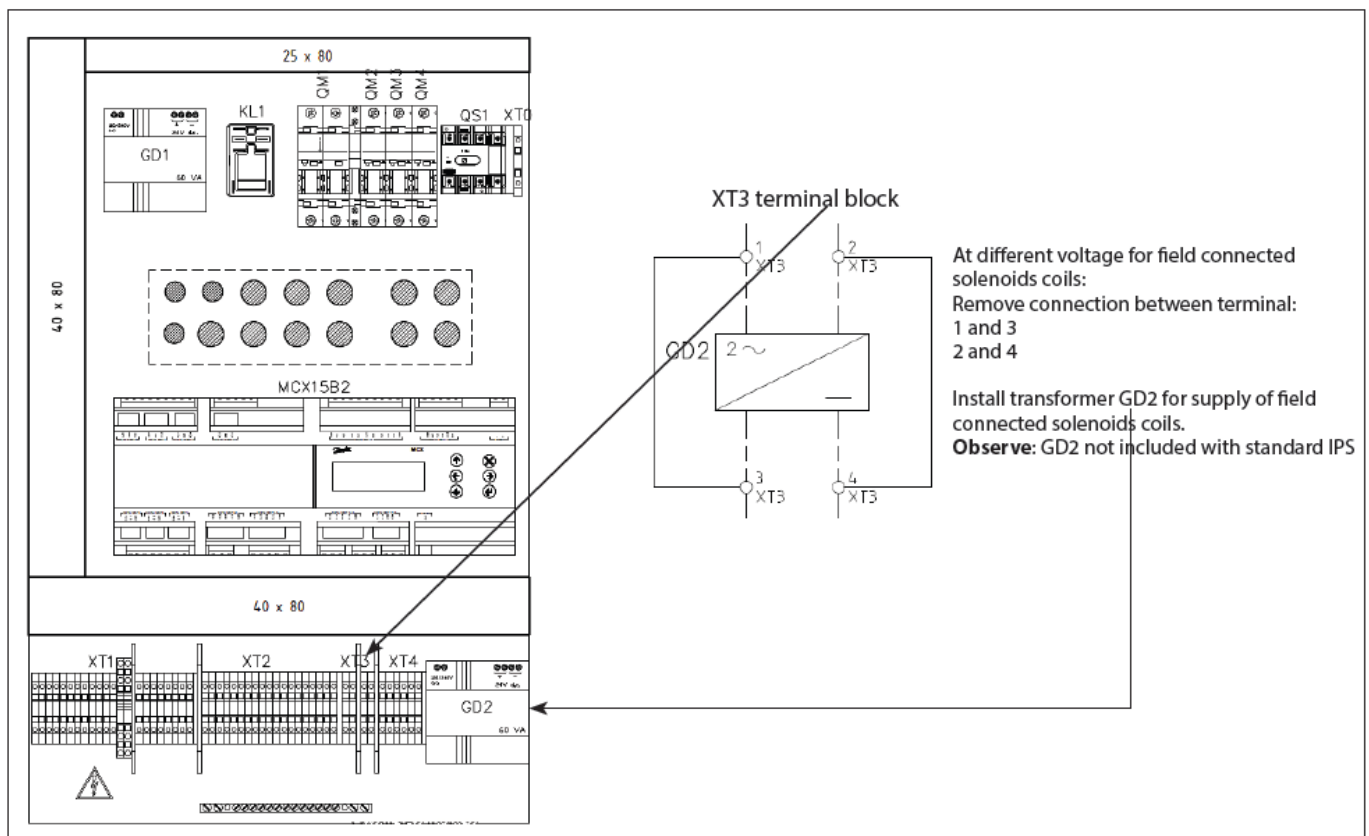 25 x 80
40 x 80
QM1
QM2
QM3
QM4
KL1
QS1
XT0
24V dc.
GD1
60 VA
MCX15B2
MCX
40 x 80
XT1
XT2
XT3
XT4
24V dc.
GD2
60 VA
XT3 terminal block
1
XT3
2
XT3
GD2
2~
3
XT3
4
XT3
At different voltage for field connected
solenoids coils:
Remove connection between terminal:
1 and 3
2 and 4
Install transformer GD2 for supply of field
connected solenoids coils.
Observe: GD2 not included with standard IPS